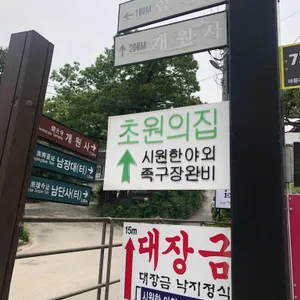 100M
200M 개원사
초원의집
시원한야외
족구장완비
개원사
남장대(터)
남단사(터)
15m
대장금
대장금 낙지정식